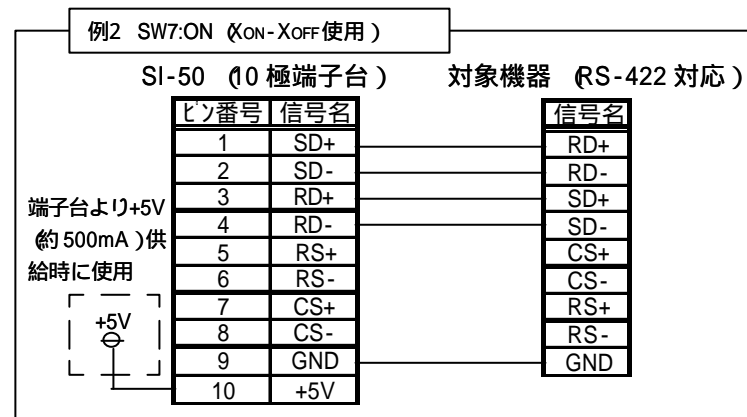 例2 SW7:ON (XON-XOFF使用)
SI-50 (10極端子台)
対象機器 (RS-422対応)
ピン番号 信号名
1 SD+
2 SD-
3 RD+
4 RD-
5 RS+
6 RS-
7 CS+
8 CS-
9 GND
10 +5V
信号名
RD+
RD-
SD+
SD-
CS+
CS-
RS+
RS-
GND
端子台より+5V
(約500mA)供
給時に使用
+5V